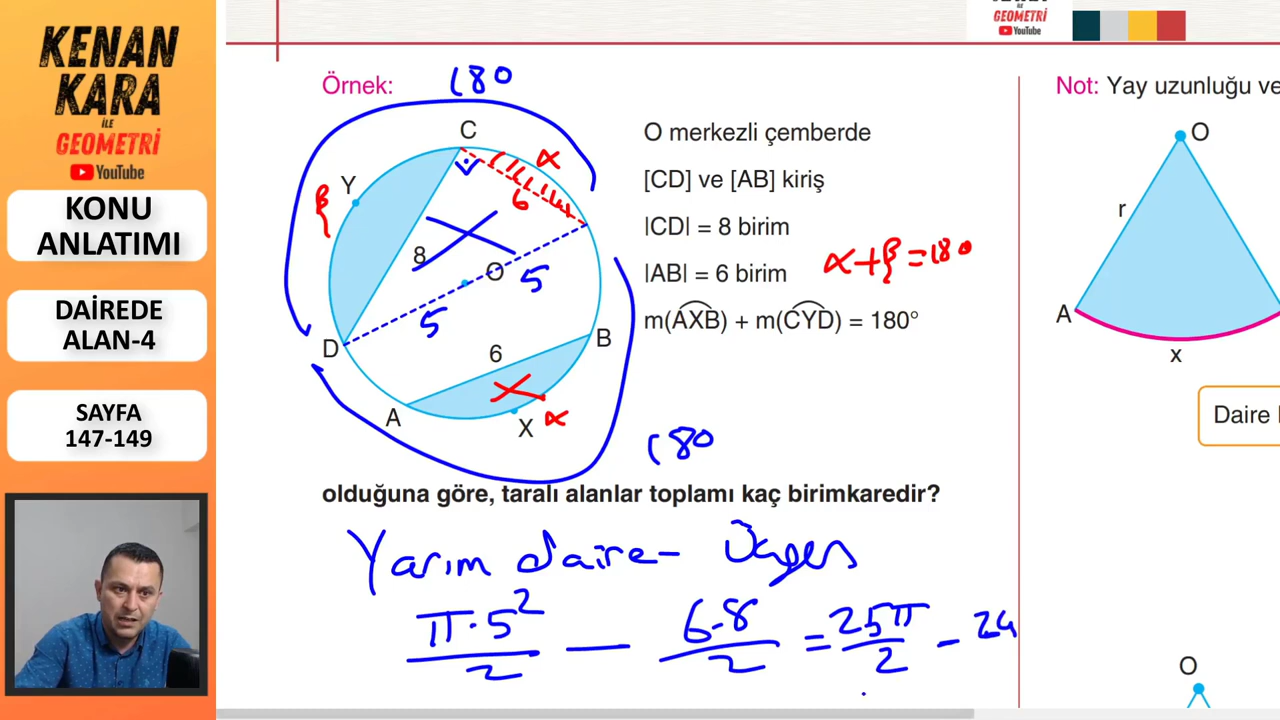 KENAN
KARA
İLE
GEOMETRİ
YouTube
KONU
ANLATIMI
DAİREDE
ALAN-4
SAYFA
147-149
İLE
GEOMETRİ
YouTube
Örnek:
180
C
α
Y
β
6
8
O
5
5
D
6
B
A
α
X
180
O merkezli çemberde
[CD] ve [AB] kiriş
|CD| = 8 birim
|AB| = 6 birim
α+β=180
m(AXB) + m(CYD) = 180°
olduğuna göre, taralı alanlar toplamı kaç birimkaredir?
Yarım daire - Üçgen
π·5²/2 - 6·8/2 = 25π/2 - 24
Not: Yay uzunluğu ve
O
r
A
x
Daire
O